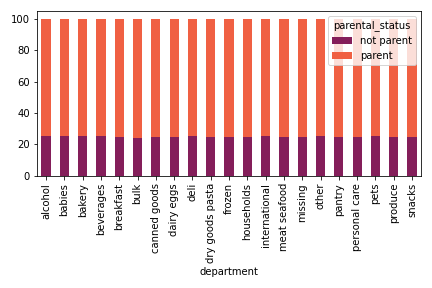 parental_status
not parent
parent
100
80
60
40
20
0
alcohol
babies
bakery
beverages
breakfast
bulk
canned goods
dairy eggs
deli
dry goods pasta
frozen
households
international
meat seafood
missing
other
pantry
personal care
pets
produce
snacks
department